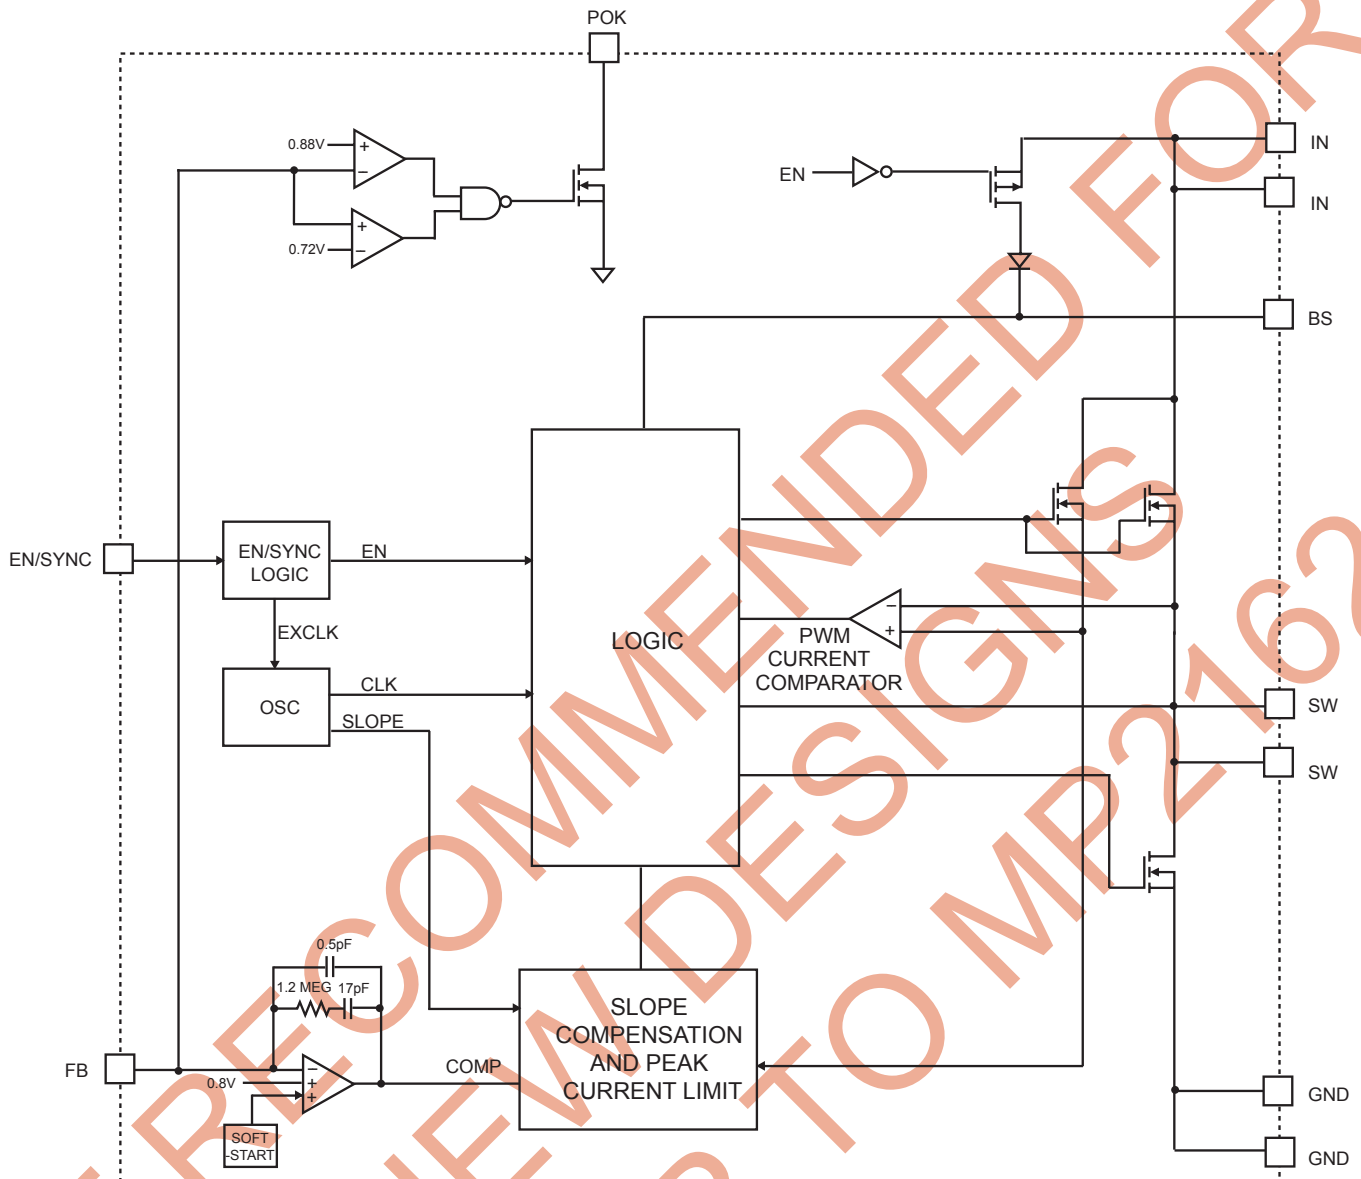 POK
0.88V
+
−
+
0.72V
−
EN
IN
IN
BS
EN/SYNC
EN/SYNC
LOGIC
EN
EXCLK
OSC
CLK
SLOPE
LOGIC
−
+
PWM
CURRENT
COMPARATOR
SW
SW
0.5pF
1.2 MEG
17pF
FB
−
0.8V
+
+
SOFT
-START
COMP
SLOPE
COMPENSATION
AND PEAK
CURRENT LIMIT
GND
GND
RECOMMENDED FOR
NEW DESIGNS
TO MP2162